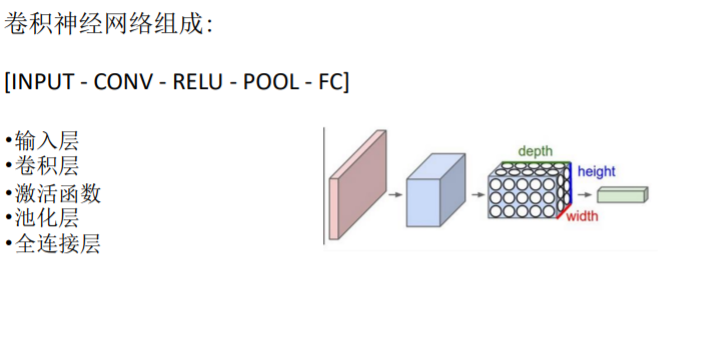 卷积神经网络组成：
[INPUT - CONV - RELU - POOL - FC]
•输入层
•卷积层
•激活函数
•池化层
•全连接层
depth
height
width